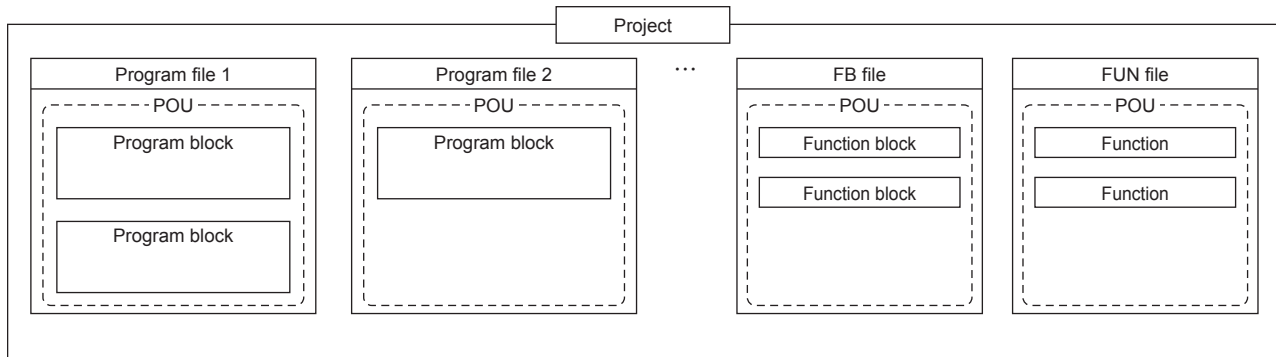 Project
Program file 1
Program file 2
...
FB file
FUN file
POU
POU
POU
POU
Program block
Program block
Function block
Function
Function block
Function
Program block